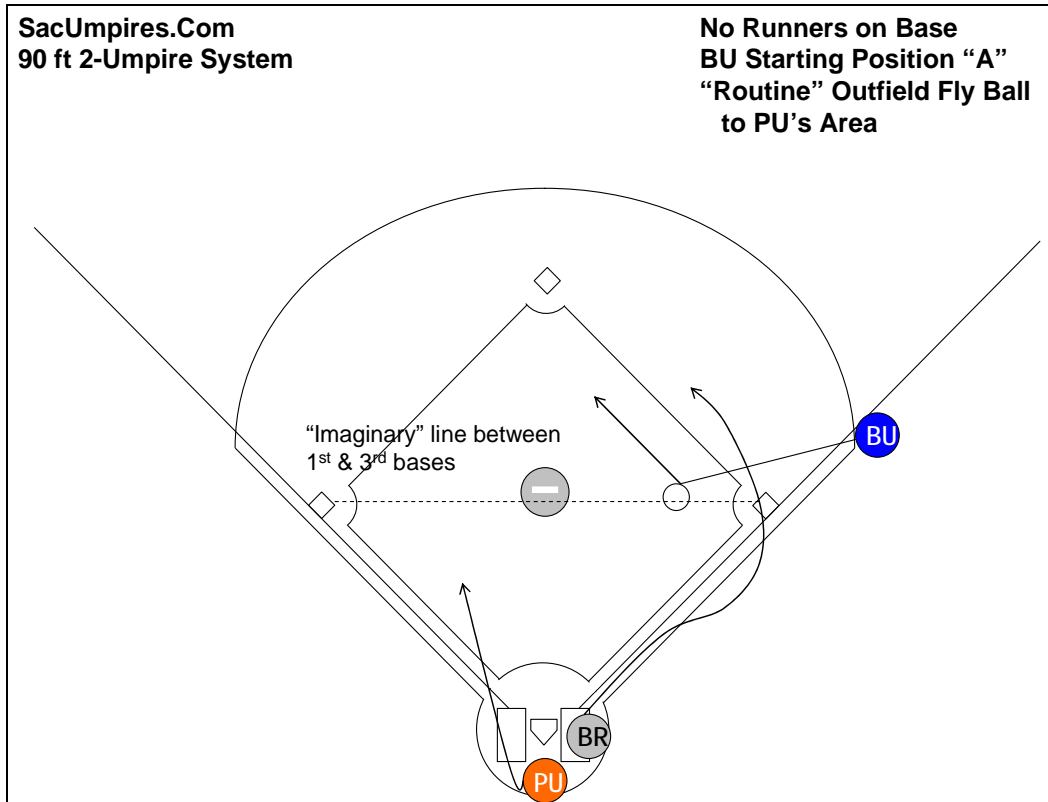 SacUmpires.Com
90 ft 2-Umpire System
No Runners on Base
BU Starting Position “A”
“Routine” Outfield Fly Ball
to PU’s Area
“Imaginary” line between
1st & 3rd bases
BU
BR
PU